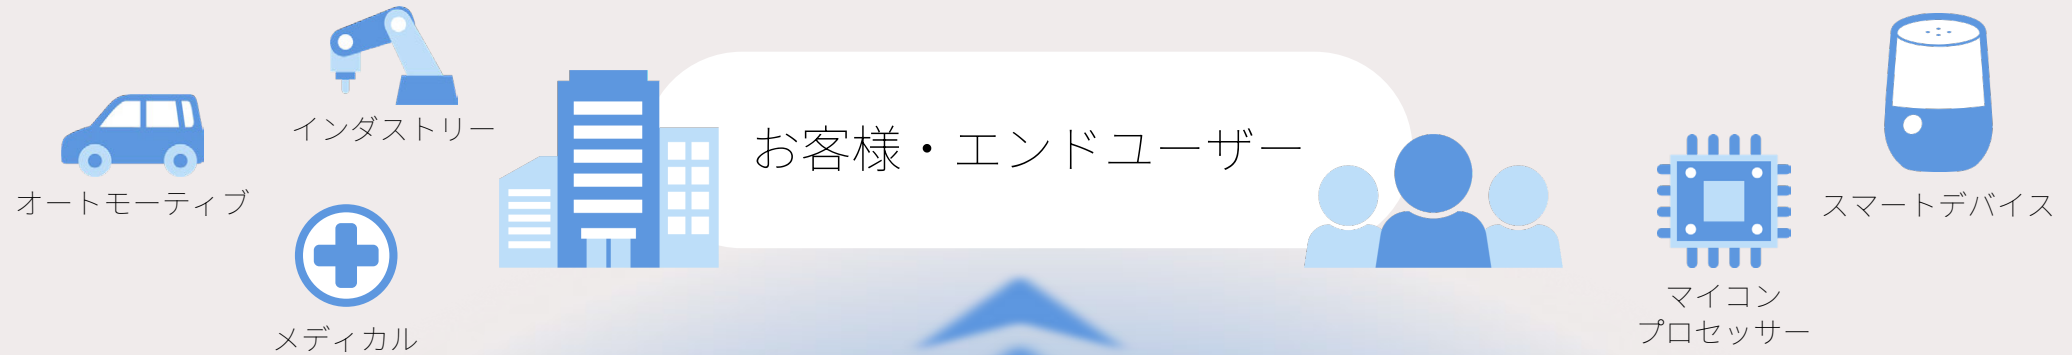 インダストリー
オートモーティブ
メディカル
お客様・エンドユーザー
スマートデバイス
マイコン
プロセッサー